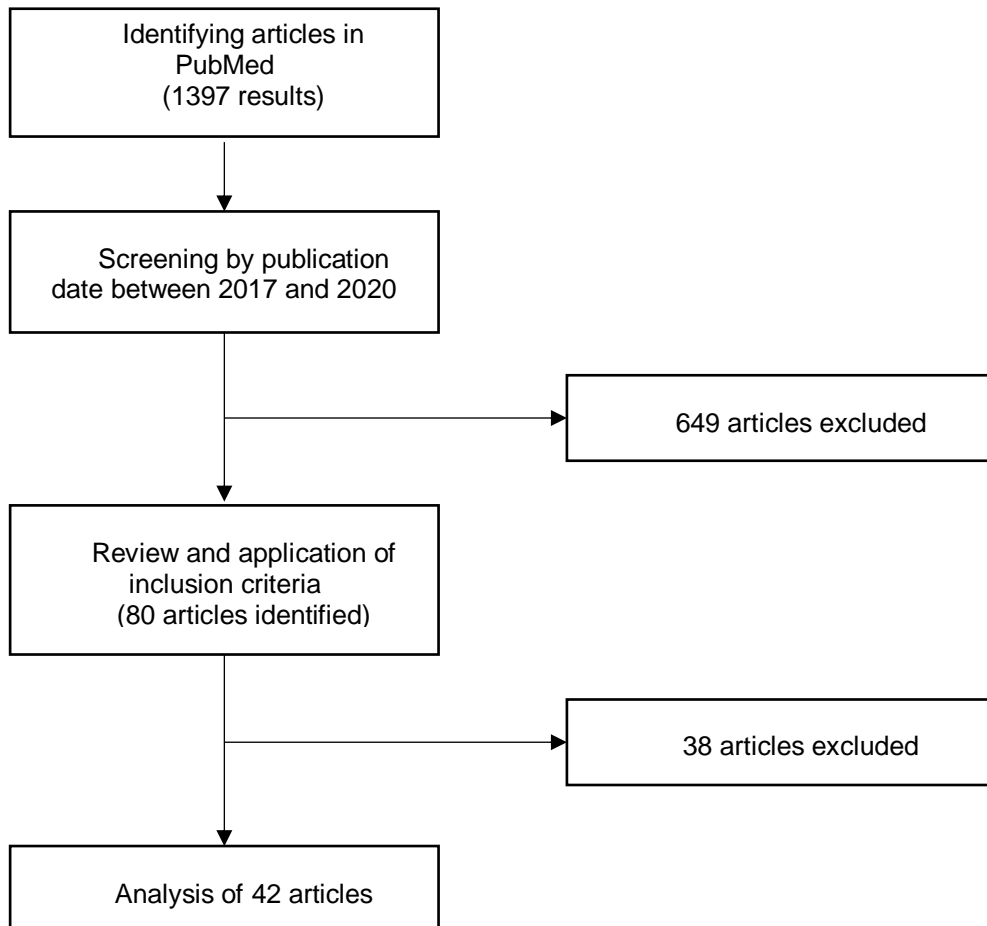 Identifying articles in
PubMed
(1397 results)
Screening by publication
date between 2017 and 2020
649 articles excluded
Review and application of
inclusion criteria
(80 articles identified)
38 articles excluded
Analysis of 42 articles